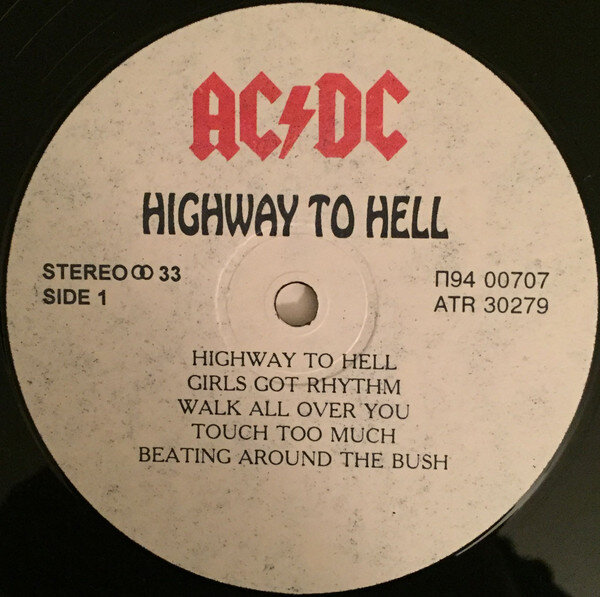 AC⚡DC
HIGHWAY TO HELL
STEREO ꝏ 33
SIDE 1
П94 00707
ATR 30279
HIGHWAY TO HELL
GIRLS GOT RHYTHM
WALK ALL OVER YOU
TOUCH TOO MUCH
BEATING AROUND THE BUSH